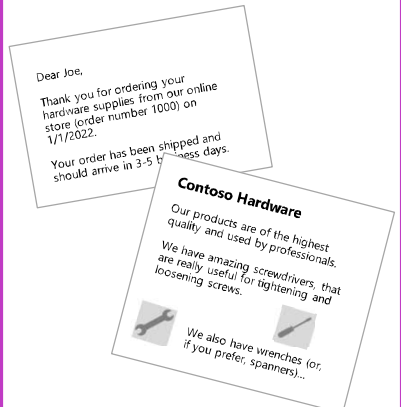 Dear Joe,
Thank you for ordering your
hardware supplies from our online
store (order number 1000) on
1/1/2022.
Your order has been shipped and
should arrive in 3-5 days.
Contoso Hardware
Our products are of the highest
quality and used by professionals.
We have amazing screwdrivers, that
are really useful for tightening and
loosening screws.
We also have wrenches (or,
if you prefer, spanners)...